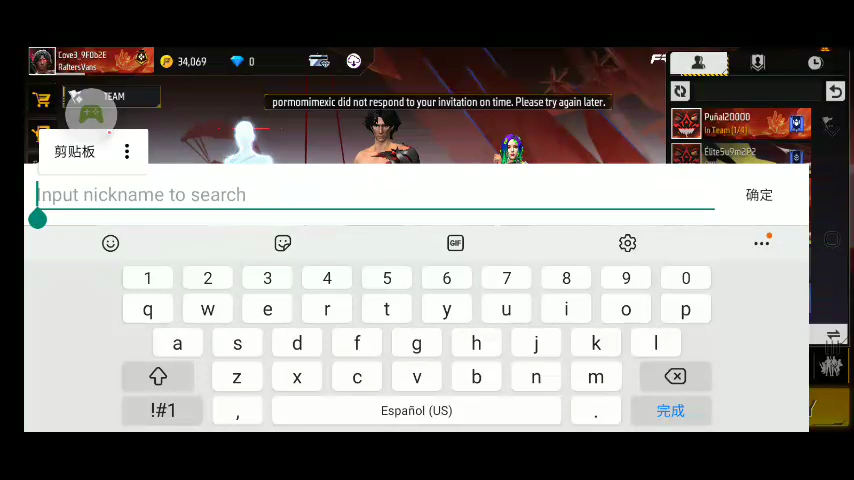 Cove3_9F0b2E
RaftersVans
34,069
0
TEAM
pormomimexic did not respond to your invitation on time. Please try again later.
Puñal20000
In Team (1/4)
剪贴板
Input nickname to search
确定
GIF
1 2 3 4 5 6 7 8 9 0
q w e r t y u i o p
a s d f g h j k l
z x c v b n m
!#1 , Español (US) . 完成